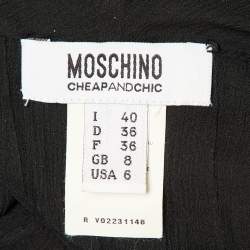 MOSCHINO
CHEAPANDCHIC
I 40
D 36
F 36
GB 8
USA 6
R V0223114B